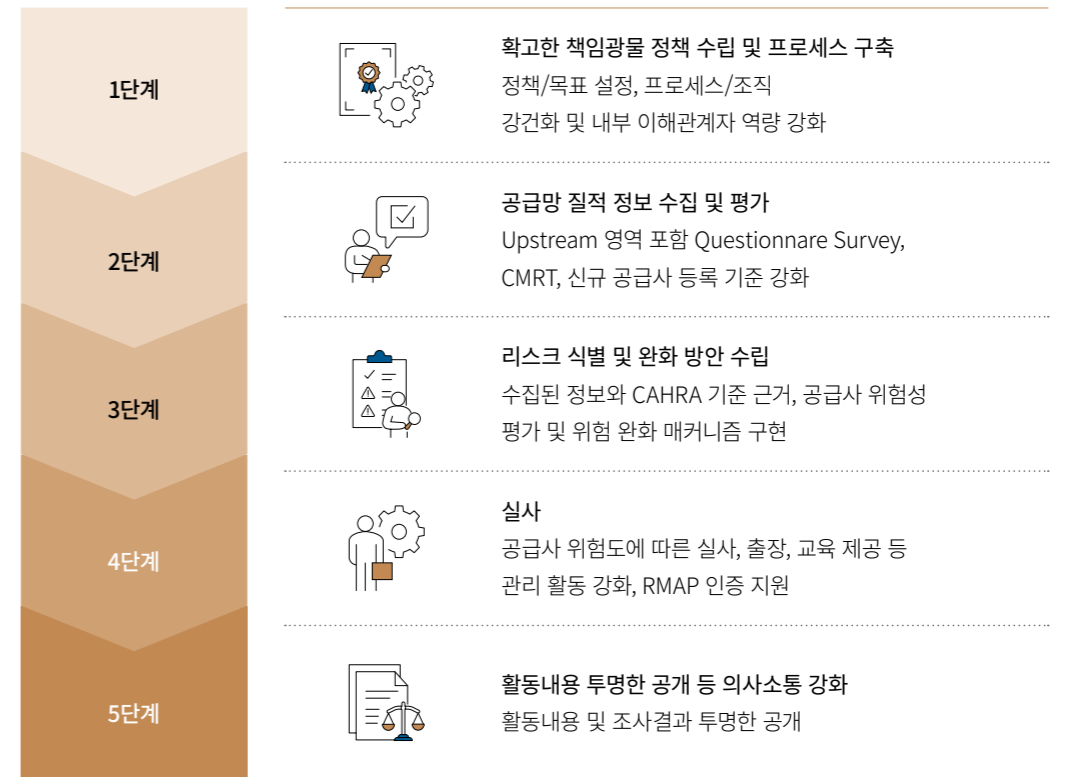 1단계
확고한 책임광물 정책 수립 및 프로세스 구축
정책/목표 설정, 프로세스/조직
강건화 및 내부 이해관계자 역량 강화
2단계
공급망 질적 정보 수집 및 평가
Upstream 영역 포함 Questionnare Survey,
CMRT, 신규 공급사 등록 기준 강화
3단계
리스크 식별 및 완화 방안 수립
수집된 정보와 CAHRA 기준 근거, 공급사 위험성
평가 및 위험 완화 매커니즘 구현
4단계
실사
공급사 위험도에 따른 실사, 출장, 교육 제공 등
관리 활동 강화, RMAP 인증 지원
5단계
활동내용 투명한 공개 등 의사소통 강화
활동내용 및 조사결과 투명한 공개